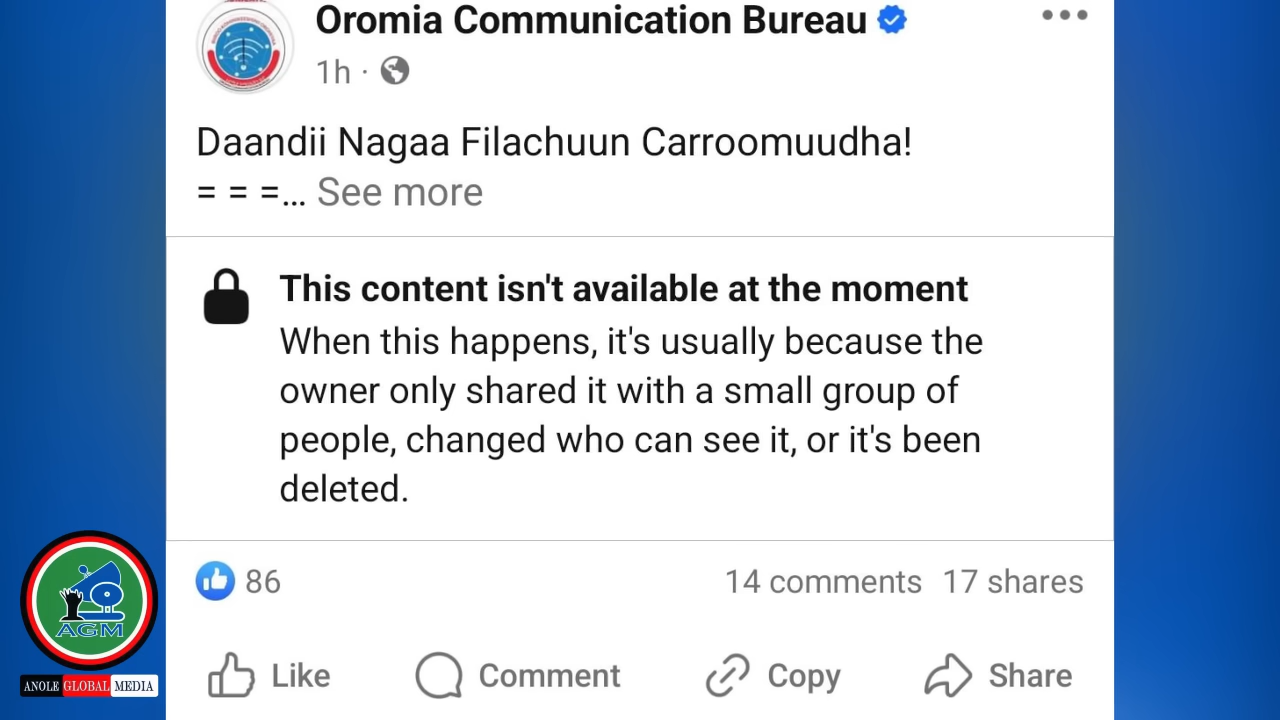 Oromia Communication Bureau
1h ·
Daandii Nagaa Filachuun Carroomuudha!
= = =... See more
This content isn't available at the moment
When this happens, it's usually because the
owner only shared it with a small group of
people, changed who can see it, or it's been
deleted.
86
14 comments 17 shares
Like Comment Copy Share
AGM
ANOLE GLOBAL MEDIA